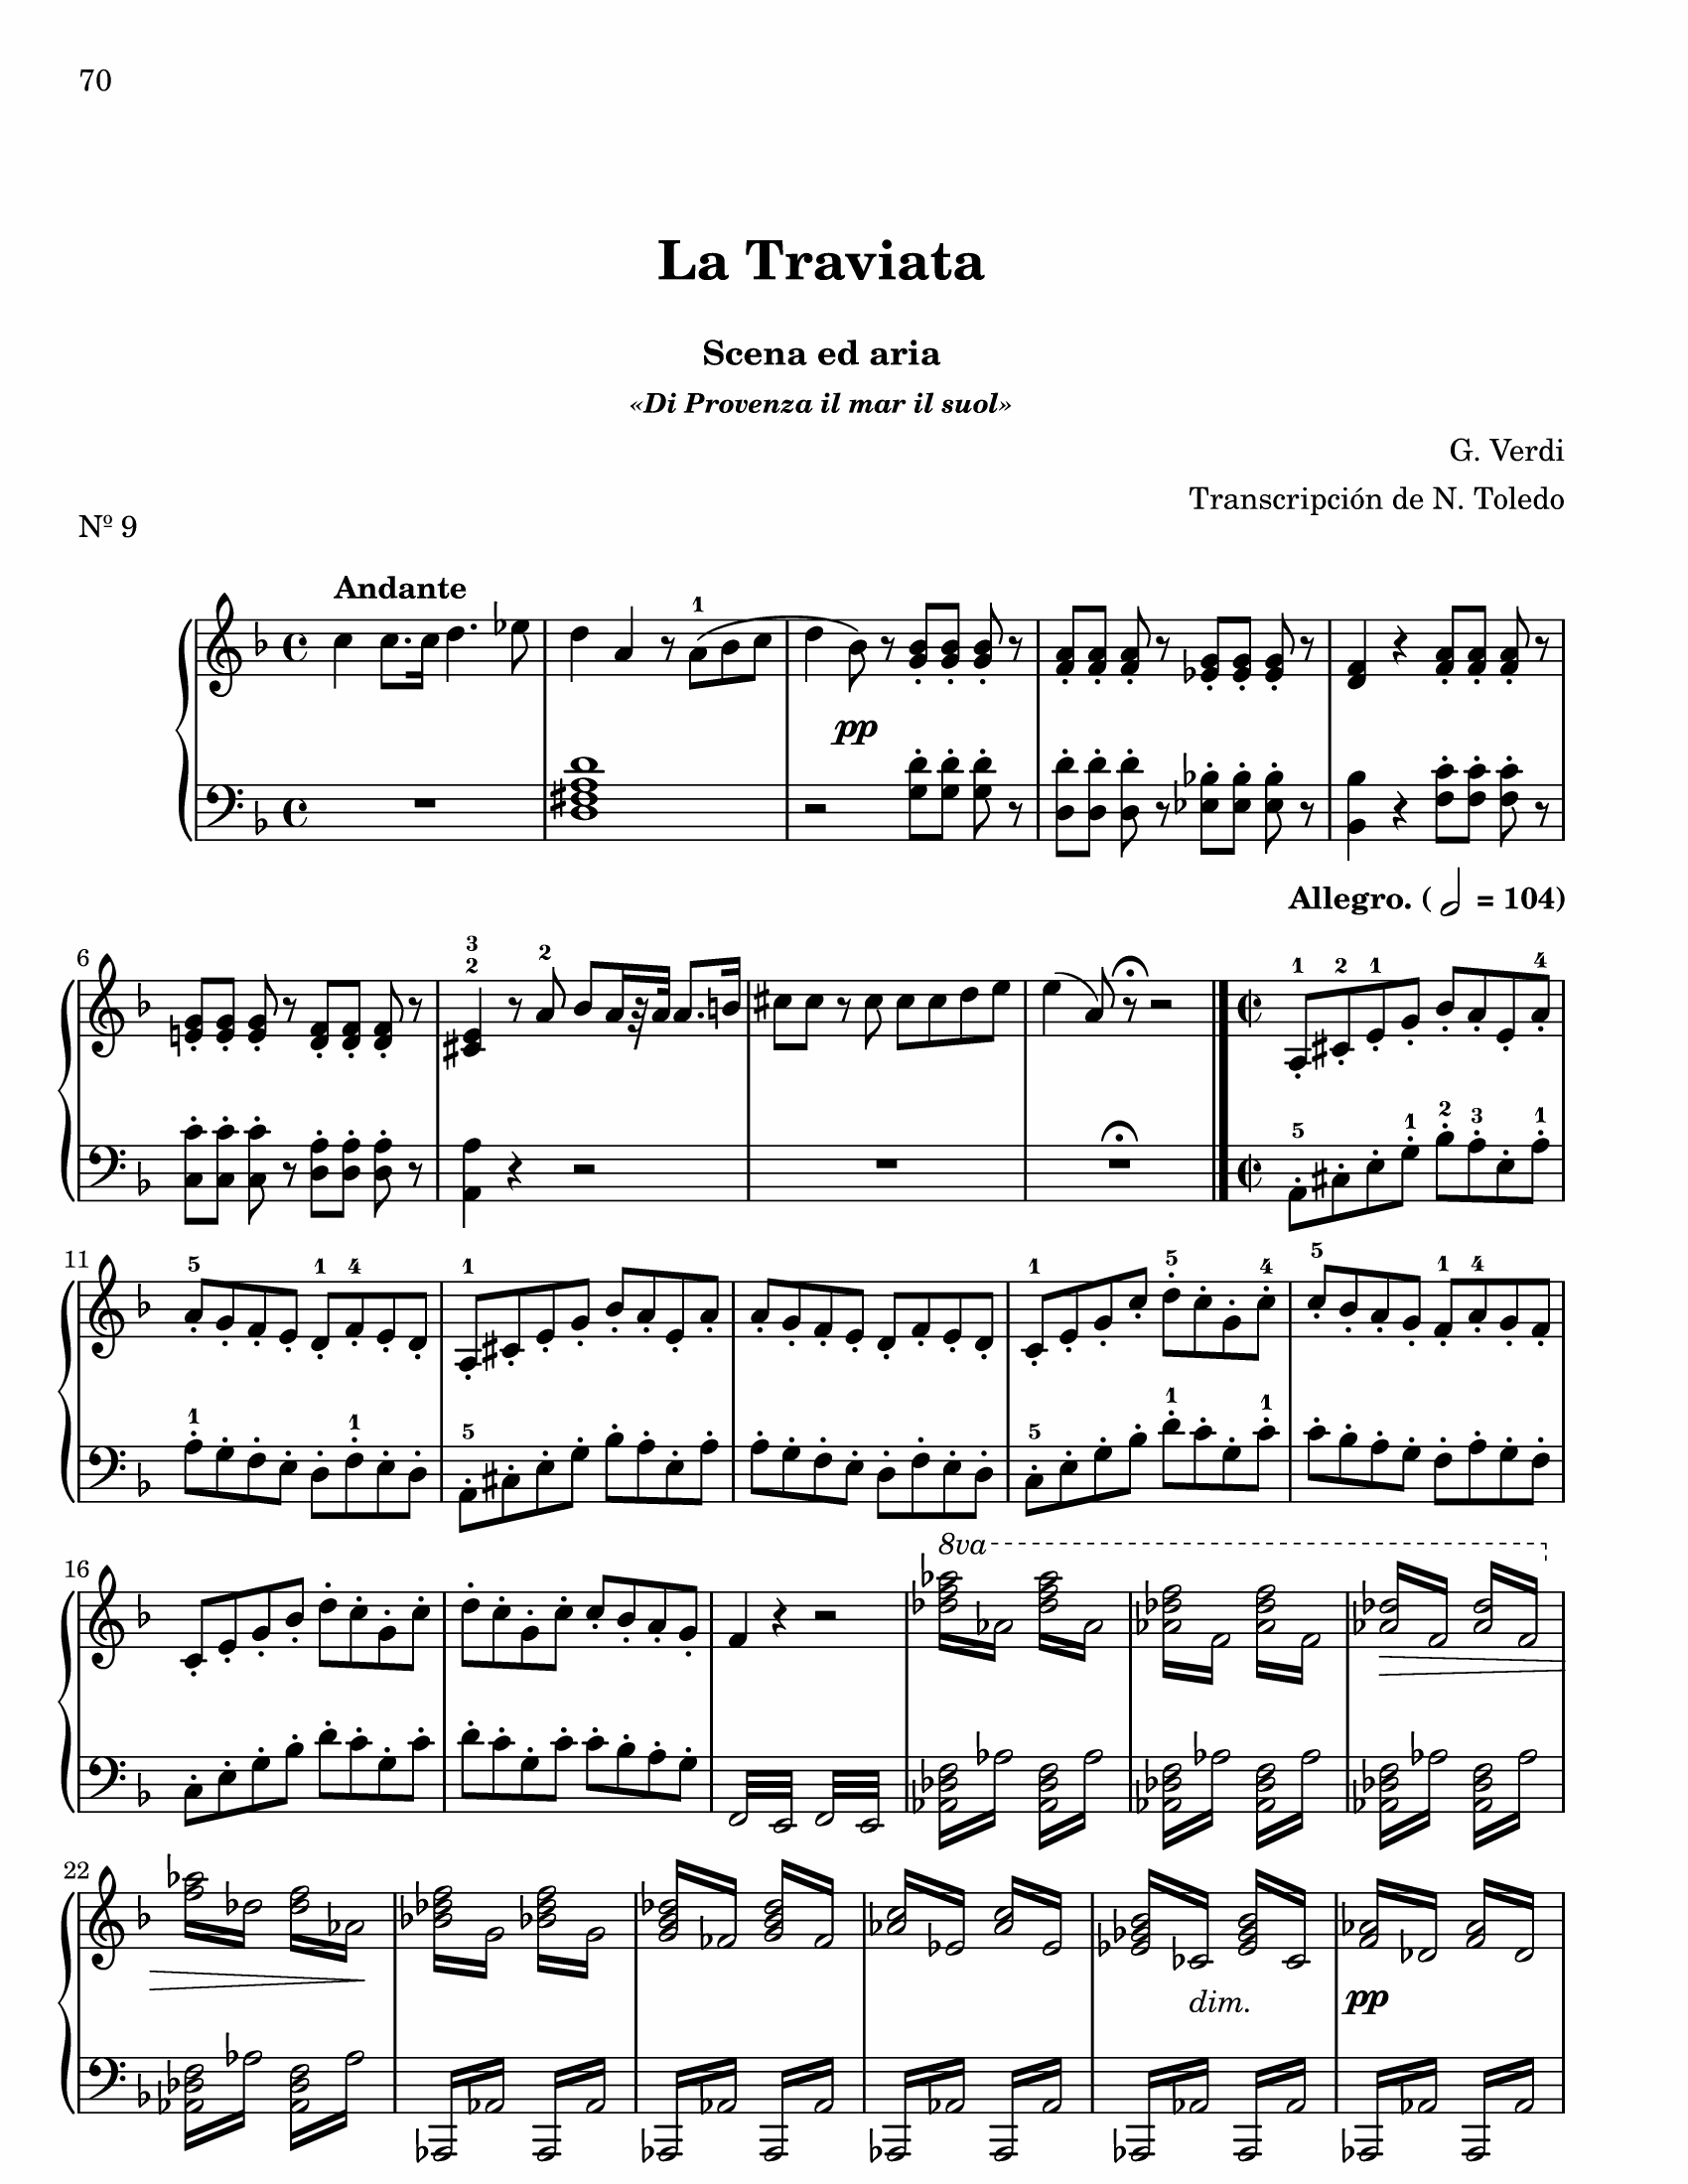 70
La Traviata
Scena ed aria
«Di Provenza il mar il suol»
G. Verdi
Transcripción de N. Toledo
Nº 9
Andante
1
pp
Allegro. ( = 104)
6
3
2
2
1 2 1 4
5 1 2 3 1
11
5 1 4 1 1 5 4 5 1 4
1 1 5 5 1 1
16
8va
22
dim.
pp